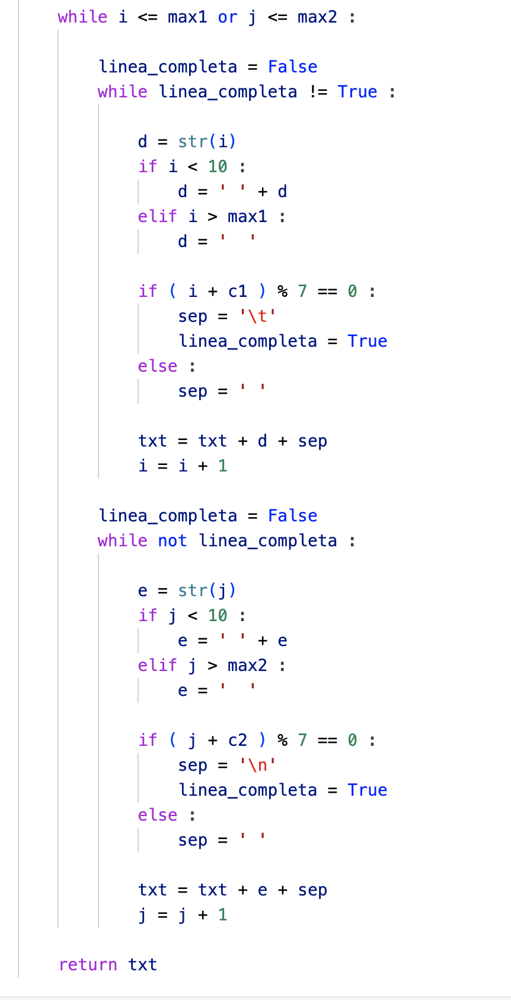 while i <= max1 or j <= max2 :
linea_completa = False
while linea_completa != True :
d = str(i)
if i < 10 :
d = ' ' + d
elif i > max1 :
d = '  '
if ( i + c1 ) % 7 == 0 :
sep = '\t'
linea_completa = True
else :
sep = ' '
txt = txt + d + sep
i = i + 1
linea_completa = False
while not linea_completa :
e = str(j)
if j < 10 :
e = ' ' + e
elif j > max2 :
e = '  '
if ( j + c2 ) % 7 == 0 :
sep = '\n'
linea_completa = True
else :
sep = ' '
txt = txt + e + sep
j = j + 1
return txt